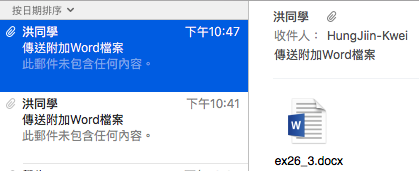 按日期排序
洪同學 下午10:47
傳送附加Word檔案
此郵件未包含任何內容。
洪同學 下午10:41
傳送附加Word檔案
此郵件未包含任何內容。
洪同學
收件人： HungJiin-Kwei
傳送附加Word檔案
W
ex26_3.docx